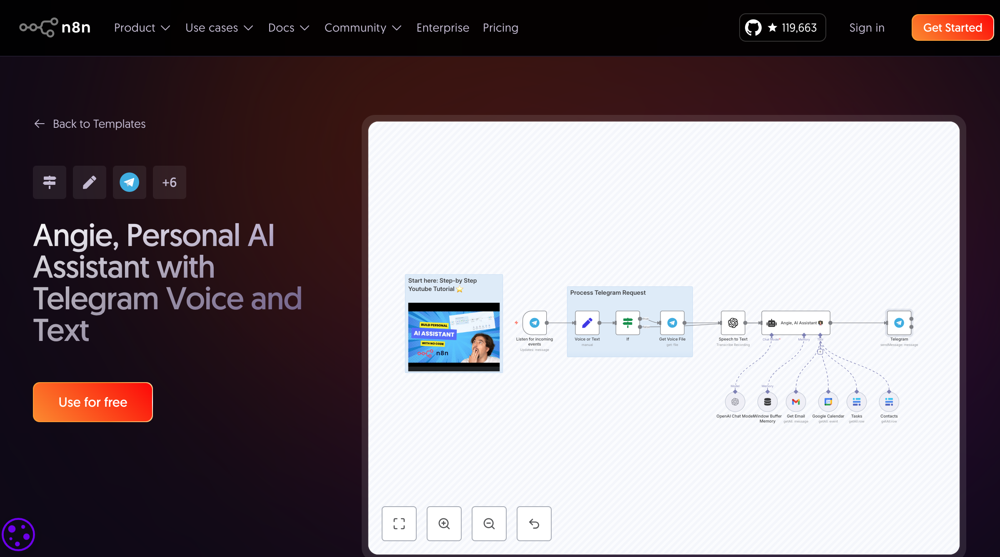 n8n
Product
Use cases
Docs
Community
Enterprise
Pricing
119,663
Sign in
Get Started
Back to Templates
+6
Angie, Personal AI
Assistant with
Telegram Voice and
Text
Use for free
Start here: Step-by Step
Youtube Tutorial ⭐
BUILD PERSONAL
AI ASSISTANT
WITH NO CODE
n8n
Listen for incoming
events
Updates: message
Process Telegram Request
Voice or Text
manual
If
true
false
Get Voice File
get: file
Speech to Text
Transcribe Recording
Angie, AI Assistant
Chat Model*
Memory
Tool
Telegram
sendMessage: message
Model
OpenAI Chat Model
Memory
Window Buffer
Memory
Get Email
getAll: message
31
Google Calendar
getAll: event
Tasks
getAll:row
Contacts
getAll:row